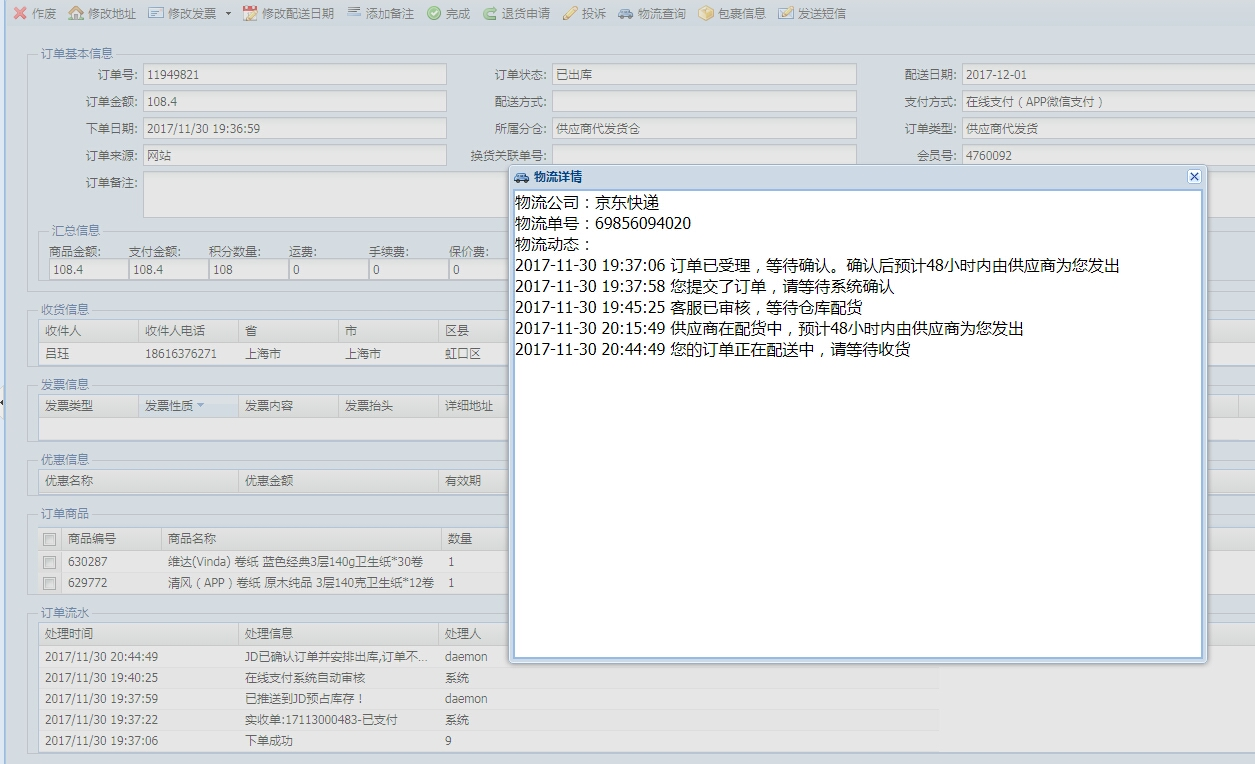 作废 修改地址 修改发票 修改配送日期 添加备注 完成 退货申请 投诉 物流查询 包裹信息 发送短信
订单基本信息
订单号: 11949821 订单状态: 已出库 配送日期: 2017-12-01
订单金额: 108.4 配送方式: 支付方式: 在线支付（APP微信支付）
下单日期: 2017/11/30 19:36:59 所属分仓: 供应商代发货仓 订单类型: 供应商代发货
订单来源: 网站 换货关联单号: 会员号: 4760092
订单备注:
汇总信息
商品金额: 支付金额: 积分数量: 运费: 手续费: 保价费:
108.4 108.4 108 0 0 0
收货信息
收件人 收件人电话 省 市 区县
吕珏 18616376271 上海市 上海市 虹口区
发票信息
发票类型 发票性质 发票内容 发票抬头 详细地址
优惠信息
优惠名称 优惠金额 有效期
订单商品
商品编号 商品名称 数量
630287 维达(Vinda) 卷纸 蓝色经典3层140g卫生纸*30卷 1
629772 清风（APP）卷纸 原木纯品 3层140克卫生纸*12卷 1
订单流水
处理时间 处理信息 处理人
2017/11/30 20:44:49 JD已确认订单并安排出库,订单不... daemon
2017/11/30 19:40:25 在线支付系统自动审核 系统
2017/11/30 19:37:59 已推送到JD预占库存！ daemon
2017/11/30 19:37:22 实收单:17113000483-已支付 系统
2017/11/30 19:37:06 下单成功 9
物流详情
物流公司：京东快递
物流单号：69856094020
物流动态：
2017-11-30 19:37:06 订单已受理，等待确认。确认后预计48小时内由供应商为您发出
2017-11-30 19:37:58 您提交了订单，请等待系统确认
2017-11-30 19:45:25 客服已审核，等待仓库配货
2017-11-30 20:15:49 供应商在配货中，预计48小时内由供应商为您发出
2017-11-30 20:44:49 您的订单正在配送中，请等待收货